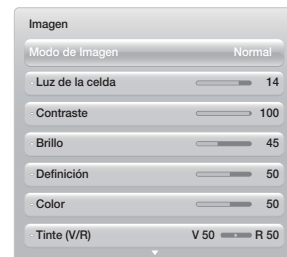 Imagen
Modo de Imagen Normal
· Luz de la celda 14
· Contraste 100
· Brillo 45
· Definición 50
· Color 50
· Tinte (V/R) V 50 R 50